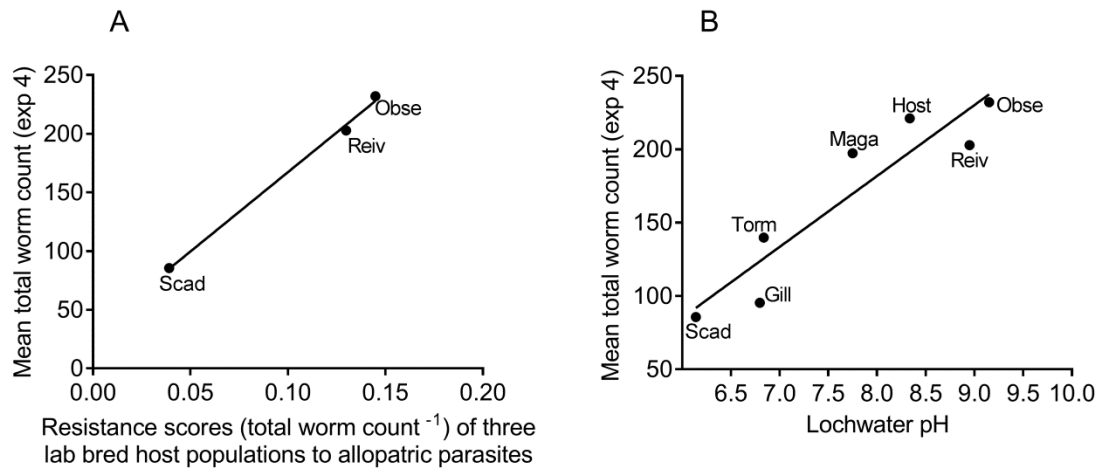 A
Mean total worm count (exp 4)
250
200
150
100
50
0
0.00 0.05 0.10 0.15 0.20
Obse
Reiv
Scad
Resistance scores (total worm count -1) of three
lab bred host populations to allopatric parasites
B
Mean total worm count (exp 4)
250
200
150
100
50
6.5 7.0 7.5 8.0 8.5 9.0 9.5 10.0
Host
Obse
Maga
Reiv
Torm
Gill
Scad
Lochwater pH